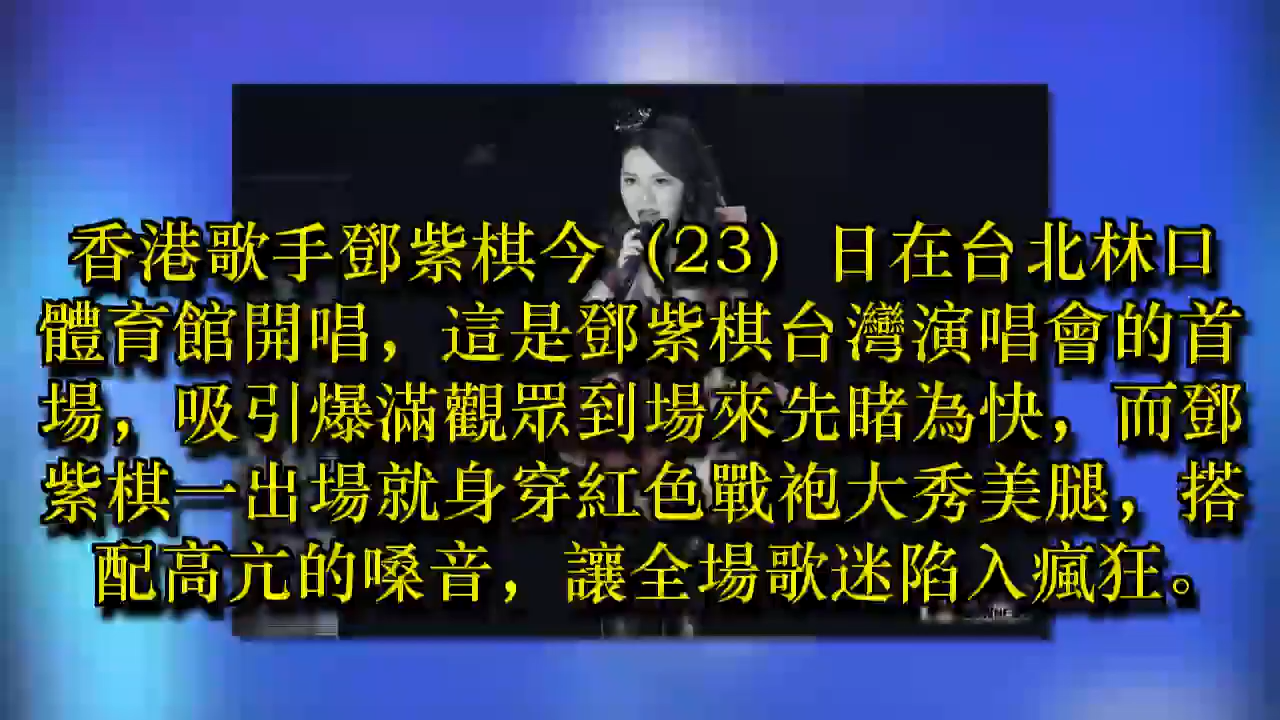 香港歌手鄧紫棋今（23）日在台北林口
體育館開唱，這是鄧紫棋台灣演唱會的首
場，吸引爆滿觀眾到場來先睹為快，而鄧
紫棋一出場就身穿紅色戰袍大秀美腿，搭
配高亢的嗓音，讓全場歌迷陷入瘋狂。